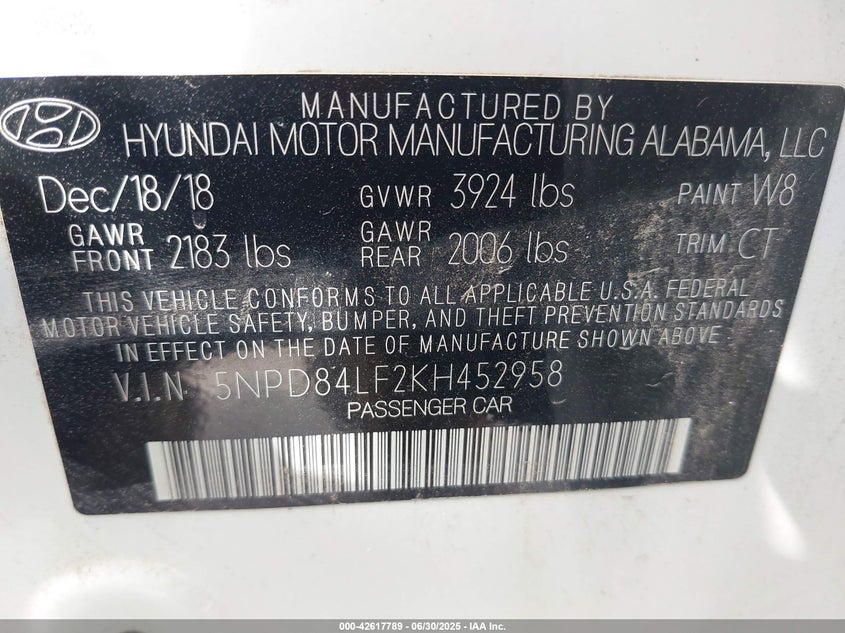 MANUFACTURED BY
HYUNDAI MOTOR MANUFACTURING ALABAMA, LLC
Dec/18/18 GVWR 3924 lbs PAINT W8
GAWR FRONT 2183 lbs GAWR REAR 2006 lbs TRIM CT
THIS VEHICLE CONFORMS TO ALL APPLICABLE U.S.A. FEDERAL
MOTOR VEHICLE SAFETY, BUMPER, AND THEFT PREVENTION STANDARDS
IN EFFECT ON THE DATE OF MANUFACTURE SHOWN ABOVE
V.I.N 5NPD84LF2KH452958
PASSENGER CAR
000-42617789 - 06/30/2025 - IAA Inc.